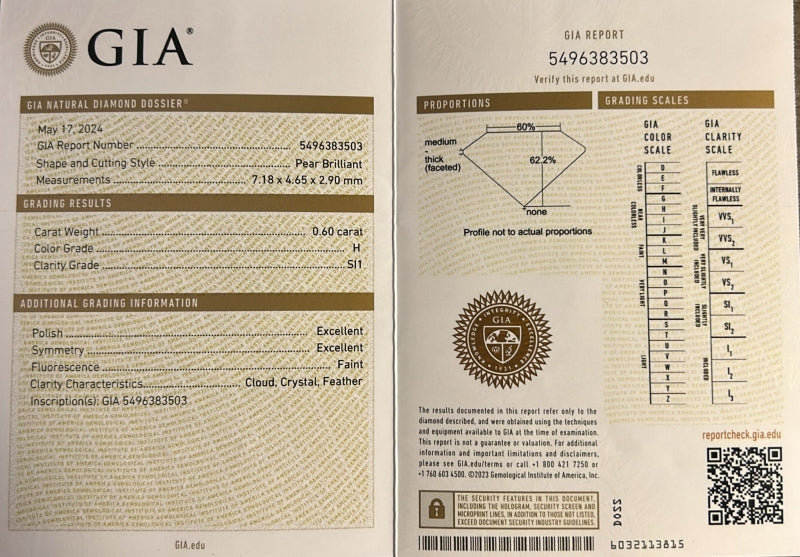 GIA®
GIA NATURAL DIAMOND DOSSIER®
May 17, 2024
GIA Report Number 5496383503
Shape and Cutting Style Pear Brilliant
Measurements 7.18 x 4.65 x 2.90 mm
GRADING RESULTS
Carat Weight 0.60 carat
Color Grade H
Clarity Grade SI1
ADDITIONAL GRADING INFORMATION
Polish Excellent
Symmetry Excellent
Fluorescence Faint
Clarity Characteristics Cloud, Crystal, Feather
Inscription(s): GIA 5496383503
GIA.edu
GIA REPORT
5496383503
Verify this report at GIA.edu
PROPORTIONS
60%
medium
-
thick
(faceted)
62.2%
none
Profile not to actual proportions
GIA
KNOWLEDGE INTEGRITY
1931
The results documented in this report refer only to the
diamond described, and were obtained using the techniques
and equipment available to GIA at the time of examination.
This report is not a guarantee or valuation. For additional
information and important limitations and disclaimers,
please see GIA.edu/terms or call +1 800 421 7250 or
+1 760 603 4500. ©2023 Gemological Institute of America, Inc.
THE SECURITY FEATURES IN THIS DOCUMENT,
INCLUDING THE HOLOGRAM, SECURITY SCREEN AND
MICROPRINT LINES, IN ADDITION TO THOSE NOT LISTED,
EXCEED DOCUMENT SECURITY INDUSTRY GUIDELINES.
GRADING SCALES
GIA
COLOR
SCALE
COLORLESS
D
E
F
NEAR COLORLESS
G
H
I
J
FAINT
K
L
M
VERY LIGHT
N
O
P
Q
R
LIGHT
S
T
U
V
W
X
Y
Z
GIA
CLARITY
SCALE
FLAWLESS
INTERNALLY
FLAWLESS
VERY VERY
SLIGHTLY INCLUDED
VVS1
VVS2
VERY SLIGHTLY
INCLUDED
VS1
VS2
SLIGHTLY
INCLUDED
SI1
SI2
INCLUDED
I1
I2
I3
reportcheck.gia.edu
D022
6032113815